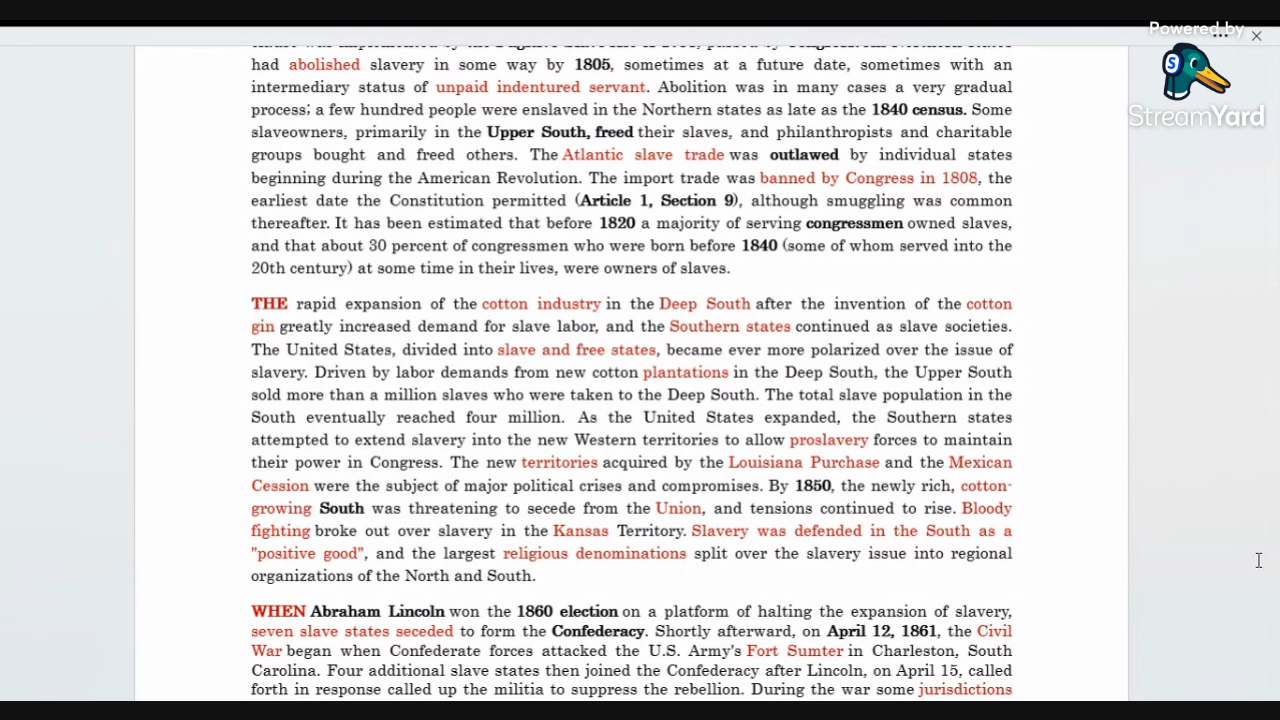 Powered by
StreamYard
had abolished slavery in some way by 1805, sometimes at a future date, sometimes with an
intermediary status of unpaid indentured servant. Abolition was in many cases a very gradual
process; a few hundred people were enslaved in the Northern states as late as the 1840 census. Some
slaveowners, primarily in the Upper South, freed their slaves, and philanthropists and charitable
groups bought and freed others. The Atlantic slave trade was outlawed by individual states
beginning during the American Revolution. The import trade was banned by Congress in 1808, the
earliest date the Constitution permitted (Article 1, Section 9), although smuggling was common
thereafter. It has been estimated that before 1820 a majority of serving congressmen owned slaves,
and that about 30 percent of congressmen who were born before 1840 (some of whom served into the
20th century) at some time in their lives, were owners of slaves.
THE rapid expansion of the cotton industry in the Deep South after the invention of the cotton
gin greatly increased demand for slave labor, and the Southern states continued as slave societies.
The United States, divided into slave and free states, became ever more polarized over the issue of
slavery. Driven by labor demands from new cotton plantations in the Deep South, the Upper South
sold more than a million slaves who were taken to the Deep South. The total slave population in the
South eventually reached four million. As the United States expanded, the Southern states
attempted to extend slavery into the new Western territories to allow proslavery forces to maintain
their power in Congress. The new territories acquired by the Louisiana Purchase and the Mexican
Cession were the subject of major political crises and compromises. By 1850, the newly rich, cotton-
growing South was threatening to secede from the Union, and tensions continued to rise. Bloody
fighting broke out over slavery in the Kansas Territory. Slavery was defended in the South as a
"positive good", and the largest religious denominations split over the slavery issue into regional
organizations of the North and South.
WHEN Abraham Lincoln won the 1860 election on a platform of halting the expansion of slavery,
seven slave states seceded to form the Confederacy. Shortly afterward, on April 12, 1861, the Civil
War began when Confederate forces attacked the U.S. Army's Fort Sumter in Charleston, South
Carolina. Four additional slave states then joined the Confederacy after Lincoln, on April 15, called
forth in response called up the militia to suppress the rebellion. During the war some jurisdictions